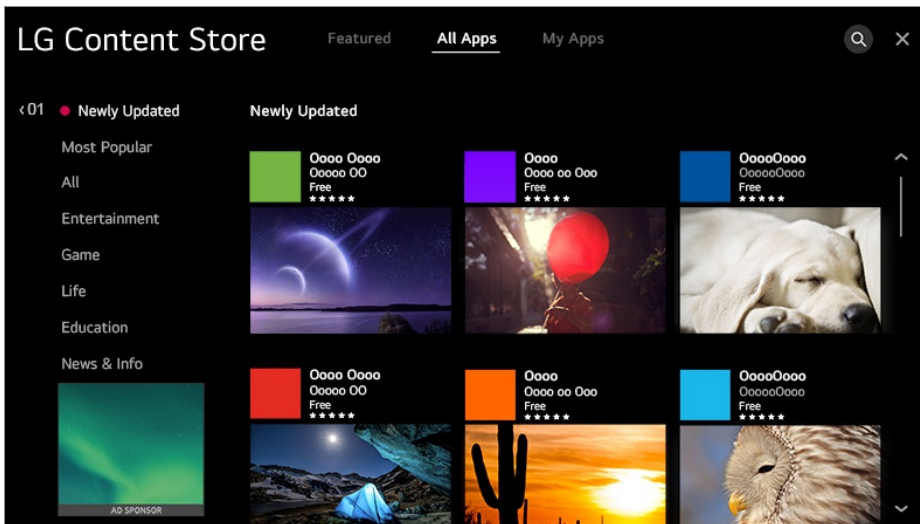 LG Content Store
Featured
All Apps
My Apps
‹01
Newly Updated
Most Popular
All
Entertainment
Game
Life
Education
News & Info
AD SPONSOR
Newly Updated
Oooo Oooo
Ooooo OO
Free
★★★★★
Oooo
Oooo oo Ooo
Free
★★★★★
OoooOooo
OooooOooo
Free
★★★★★
Oooo Oooo
Ooooo OO
Free
★★★★★
Oooo
Oooo oo Ooo
Free
★★★★★
OoooOooo
OooooOooo
Free
★★★★★